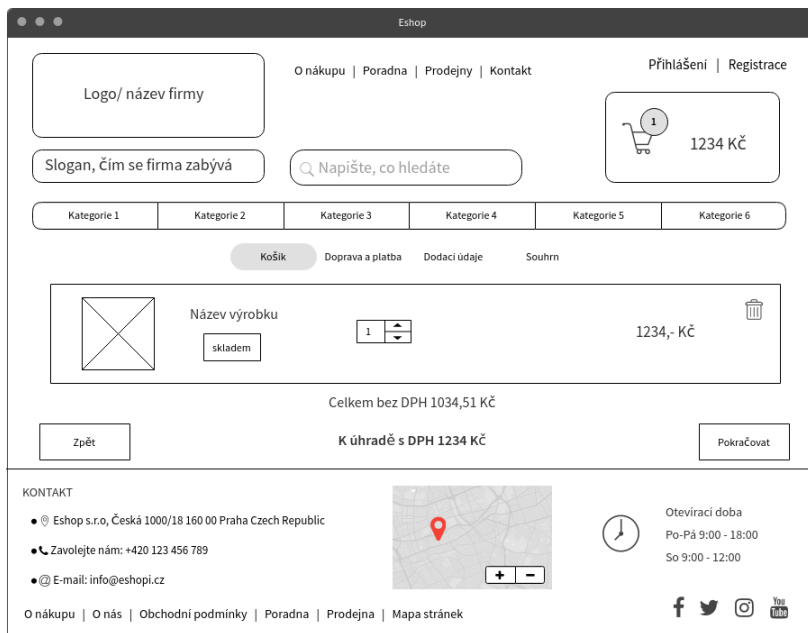 Eshop
Logo/ název firmy
O nákupu | Poradna | Prodejny | Kontakt
Přihlášení | Registrace
1
1234 Kč
Slogan, čím se firma zabývá
Napište, co hledáte
Kategorie 1
Kategorie 2
Kategorie 3
Kategorie 4
Kategorie 5
Kategorie 6
Košík
Doprava a platba
Dodací údaje
Souhrn
Název výrobku
skladem
1
1234,- Kč
Celkem bez DPH 1034,51 Kč
Zpět
K úhradě s DPH 1234 Kč
Pokračovat
KONTAKT
Eshop s.r.o, Česká 1000/18 160 00 Praha Czech Republic
Zavolejte nám: +420 123 456 789
@ E-mail: info@eshopi.cz
Otevírací doba
Po-Pá 9:00 - 18:00
So 9:00 - 12:00
O nákupu | O nás | Obchodní podmínky | Poradna | Prodejna | Mapa stránek
You
Tube